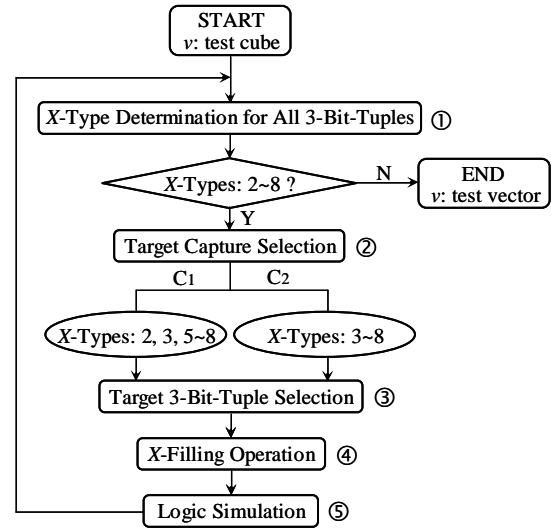 START
v: test cube
X-Type Determination for All 3-Bit-Tuples ①
X-Types: 2~8 ?
N
END
v: test vector
Y
Target Capture Selection ②
C1
C2
X-Types: 2, 3, 5~8
X-Types: 3~8
Target 3-Bit-Tuple Selection ③
X-Filling Operation ④
Logic Simulation ⑤